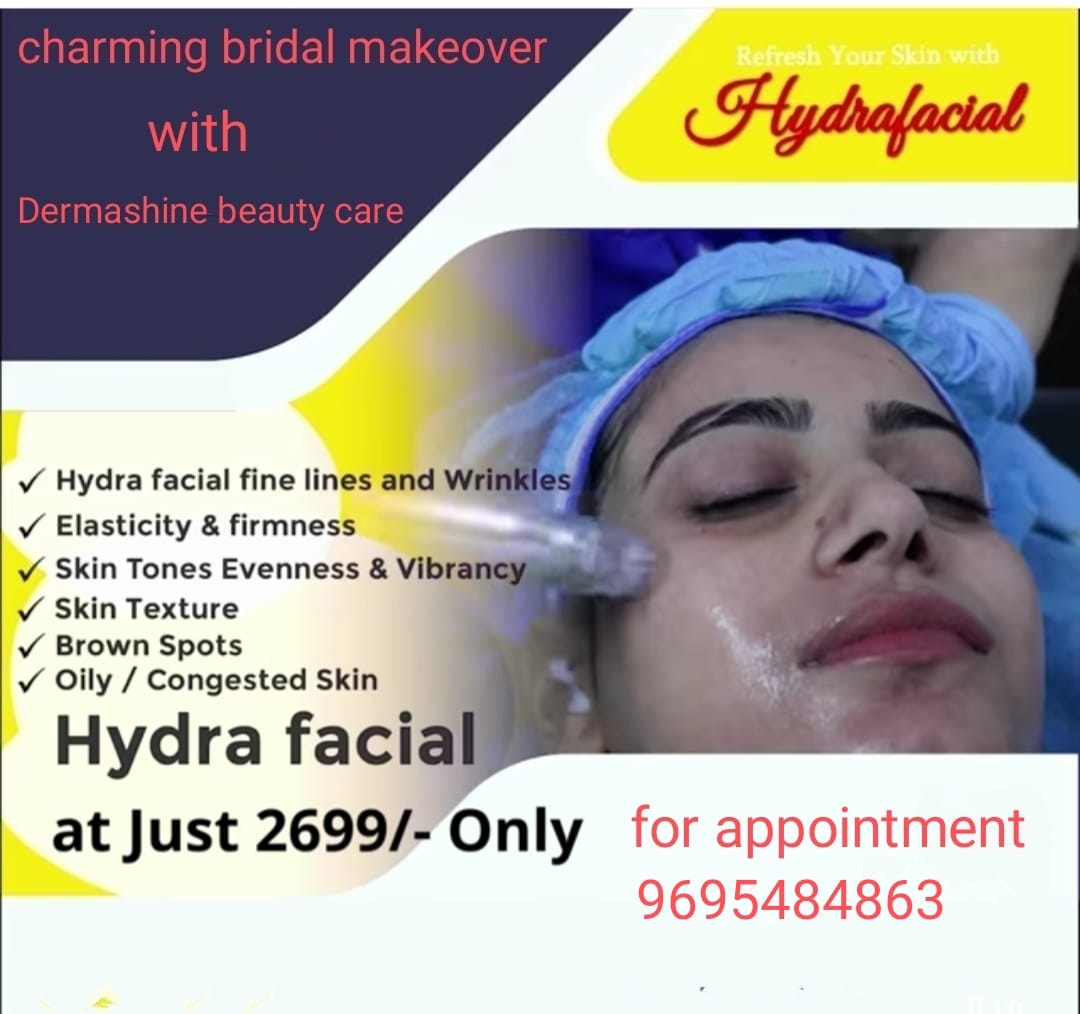 charming bridal makeover
with
Dermashine beauty care
Refresh Your Skin with
Hydrafacial
✓ Hydra facial fine lines and Wrinkles
✓ Elasticity & firmness
✓ Skin Tones Evenness & Vibrancy
✓ Skin Texture
✓ Brown Spots
✓ Oily / Congested Skin
Hydra facial
at Just 2699/- Only
for appointment
9695484863